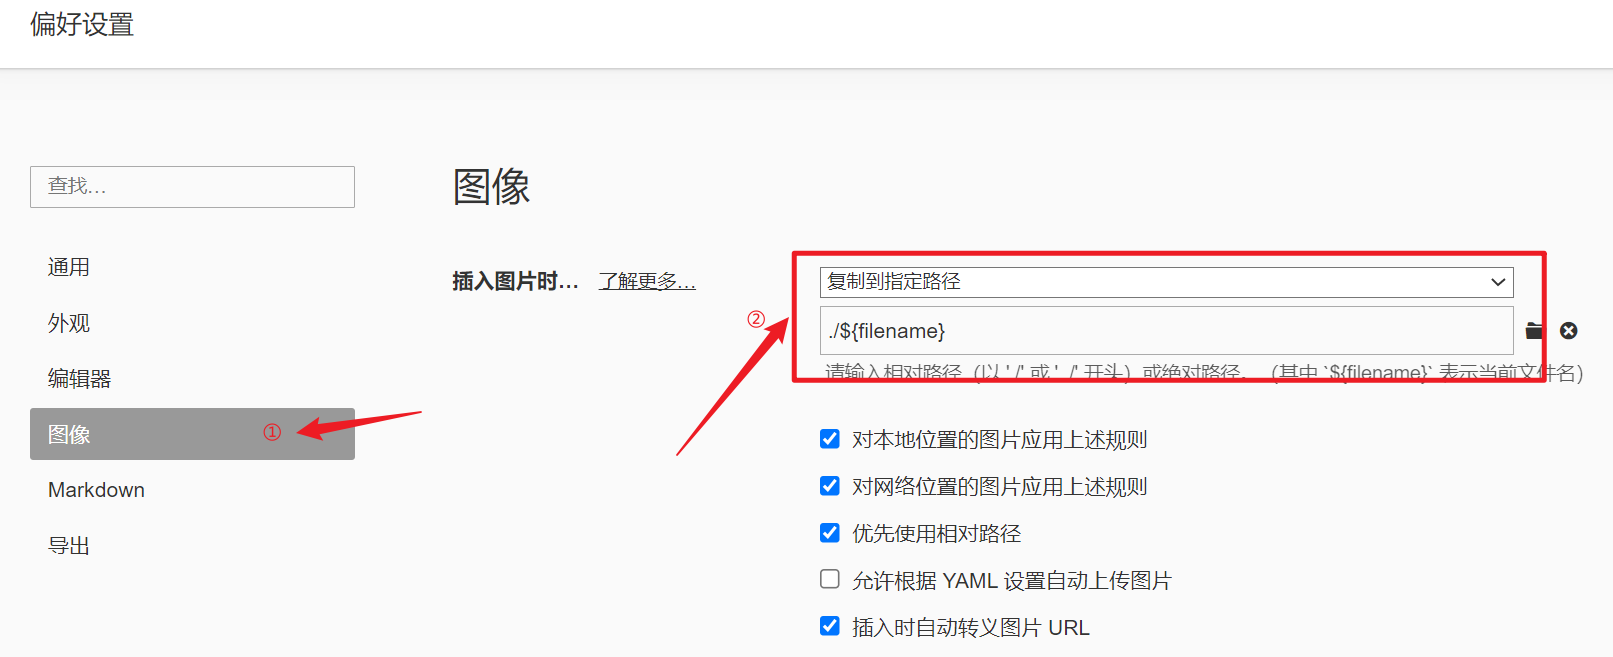 偏好设置
查找...
通用
外观
编辑器
图像 ①
Markdown
导出
图像
插入图片时... 了解更多...
②
复制到指定路径
./${filename}
请输入相对路径（以 './' 或 '../' 开头）或绝对路径。（其中 `${filename}` 表示当前文件名)
对本地位置的图片应用上述规则
对网络位置的图片应用上述规则
优先使用相对路径
允许根据 YAML 设置自动上传图片
插入时自动转义图片 URL